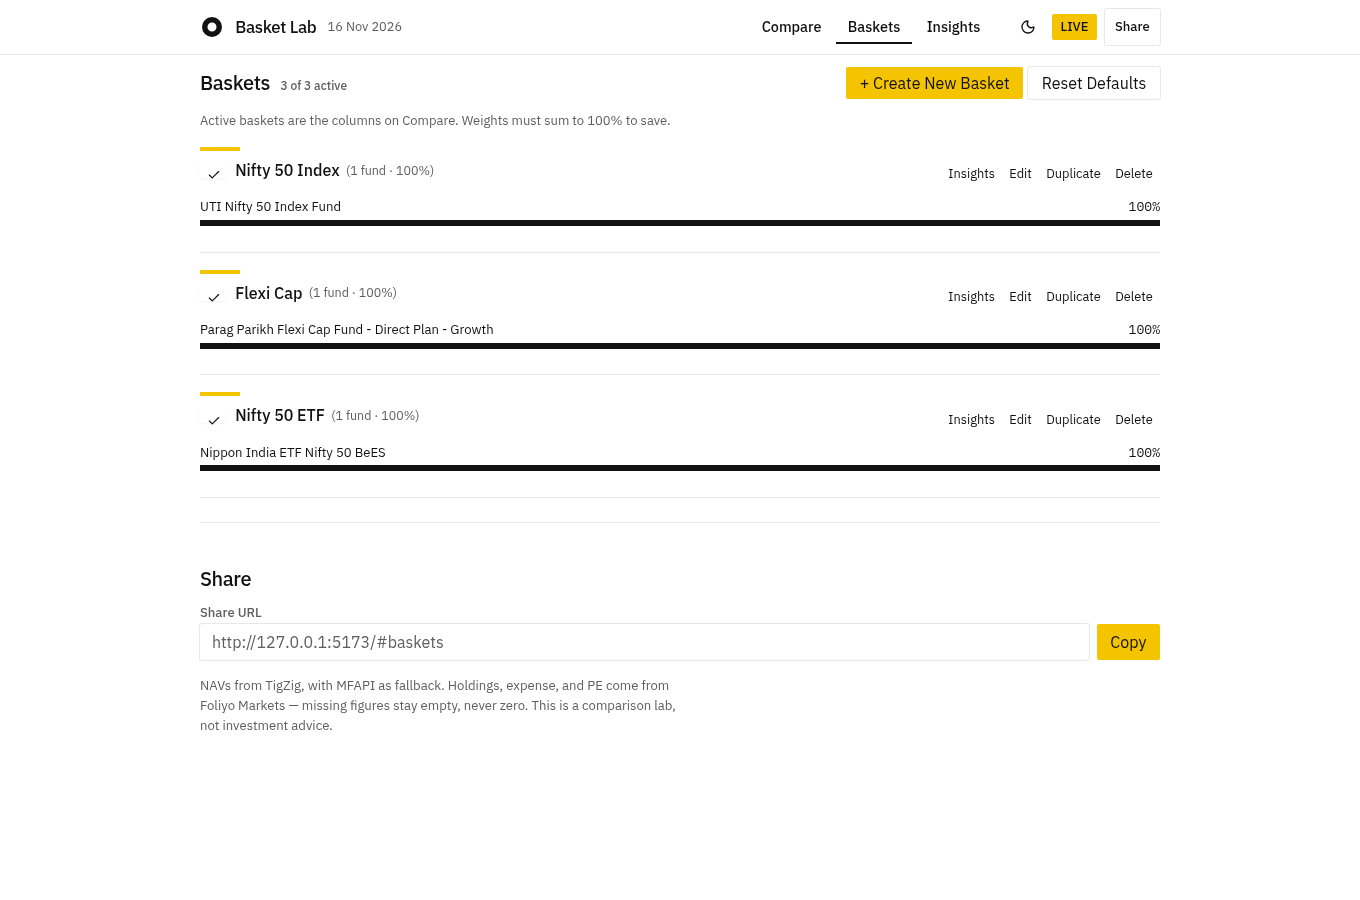 Basket Lab 16 Nov 2026 Compare Baskets Insights LIVE Share
Baskets 3 of 3 active + Create New Basket Reset Defaults
Active baskets are the columns on Compare. Weights must sum to 100% to save.
Nifty 50 Index (1 fund · 100%) Insights Edit Duplicate Delete
UTI Nifty 50 Index Fund 100%
Flexi Cap (1 fund · 100%) Insights Edit Duplicate Delete
Parag Parikh Flexi Cap Fund - Direct Plan - Growth 100%
Nifty 50 ETF (1 fund · 100%) Insights Edit Duplicate Delete
Nippon India ETF Nifty 50 BeES 100%
Share
Share URL
http://127.0.0.1:5173/#baskets Copy
NAVs from TigZig, with MFAPI as fallback. Holdings, expense, and PE come from
Foliyo Markets — missing figures stay empty, never zero. This is a comparison lab,
not investment advice.